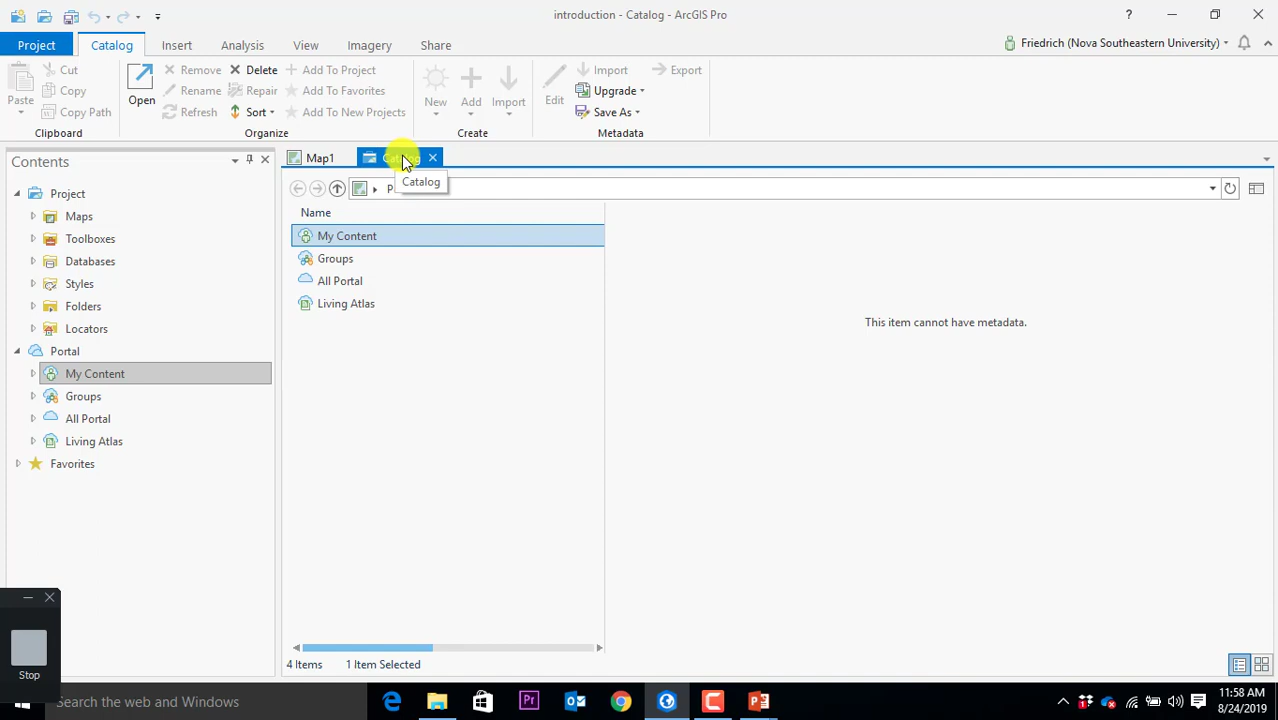 introduction - Catalog - ArcGIS Pro
?
Project Catalog Insert Analysis View Imagery Share
Friedrich (Nova Southeastern University)
Paste
Cut
Copy
Copy Path
Clipboard
Open
Remove Delete Add To Project
Rename Repair Add To Favorites
Refresh Sort Add To New Projects
Organize
New Add Import
Create
Edit
Import Export
Upgrade
Save As
Metadata
Contents
Map1 Catalog
Catalog
Project
Maps
Toolboxes
Databases
Styles
Folders
Locators
Portal
My Content
Groups
All Portal
Living Atlas
Favorites
Name
My Content
Groups
All Portal
Living Atlas
This item cannot have metadata.
4 Items 1 Item Selected
Stop
Search the web and Windows
11:58 AM
8/24/2019